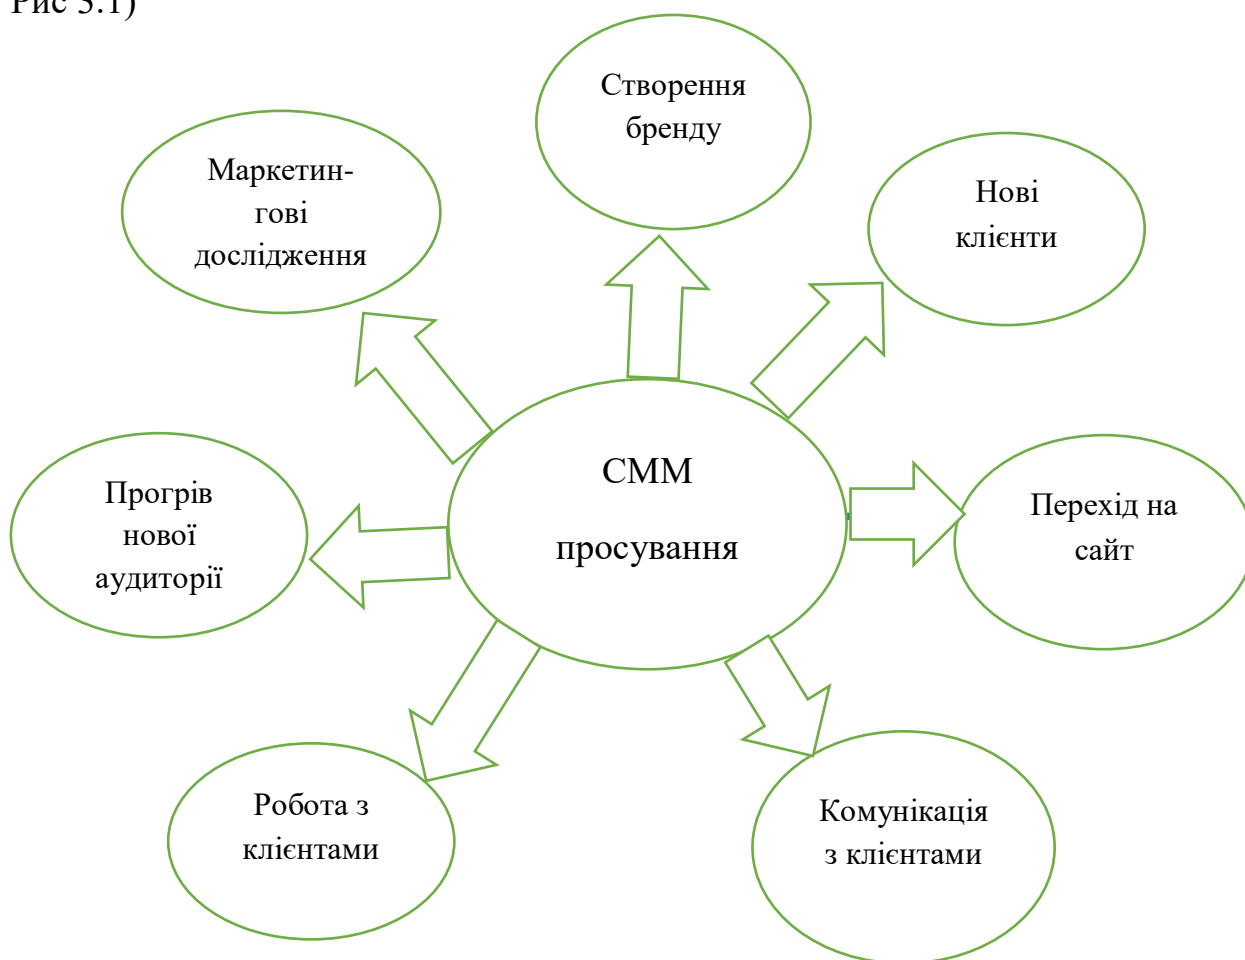 Рис 3.1)
Створення
бренду
Маркетин-
гові
дослідження
Нові
клієнти
СММ
просування
Прогрів
нової
аудиторії
Перехід на
сайт
Робота з
клієнтами
Комунікація
з клієнтами